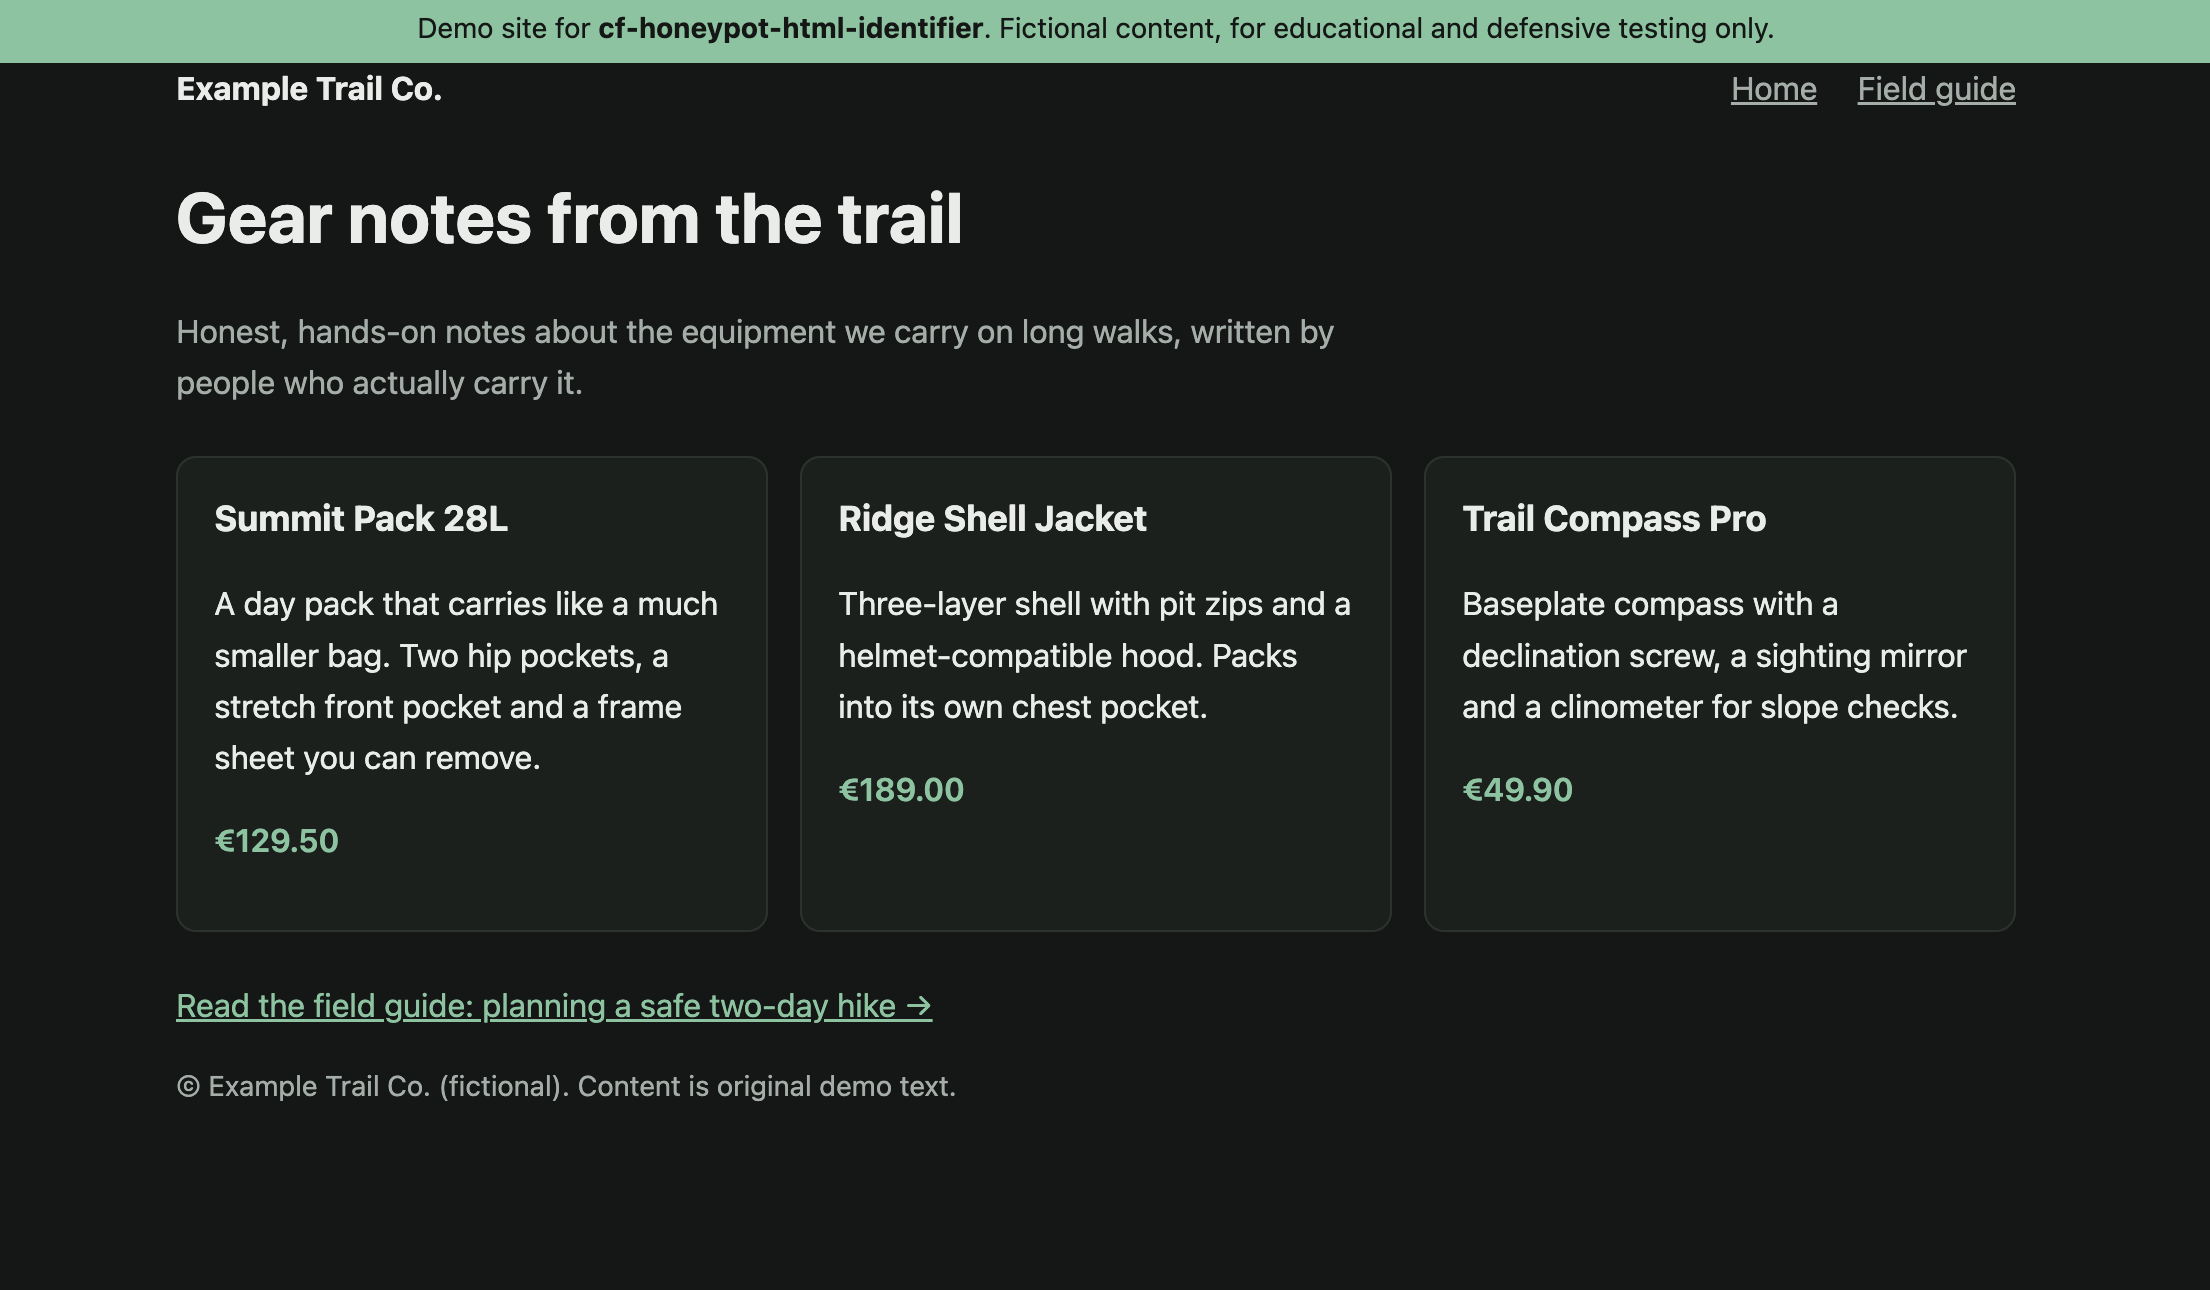 Demo site for cf-honeypot-html-identifier. Fictional content, for educational and defensive testing only.
Example Trail Co.
Home
Field guide
Gear notes from the trail
Honest, hands-on notes about the equipment we carry on long walks, written by
people who actually carry it.
Summit Pack 28L
A day pack that carries like a much
smaller bag. Two hip pockets, a
stretch front pocket and a frame
sheet you can remove.
€129.50
Ridge Shell Jacket
Three-layer shell with pit zips and a
helmet-compatible hood. Packs
into its own chest pocket.
€189.00
Trail Compass Pro
Baseplate compass with a
declination screw, a sighting mirror
and a clinometer for slope checks.
€49.90
Read the field guide: planning a safe two-day hike →
© Example Trail Co. (fictional). Content is original demo text.